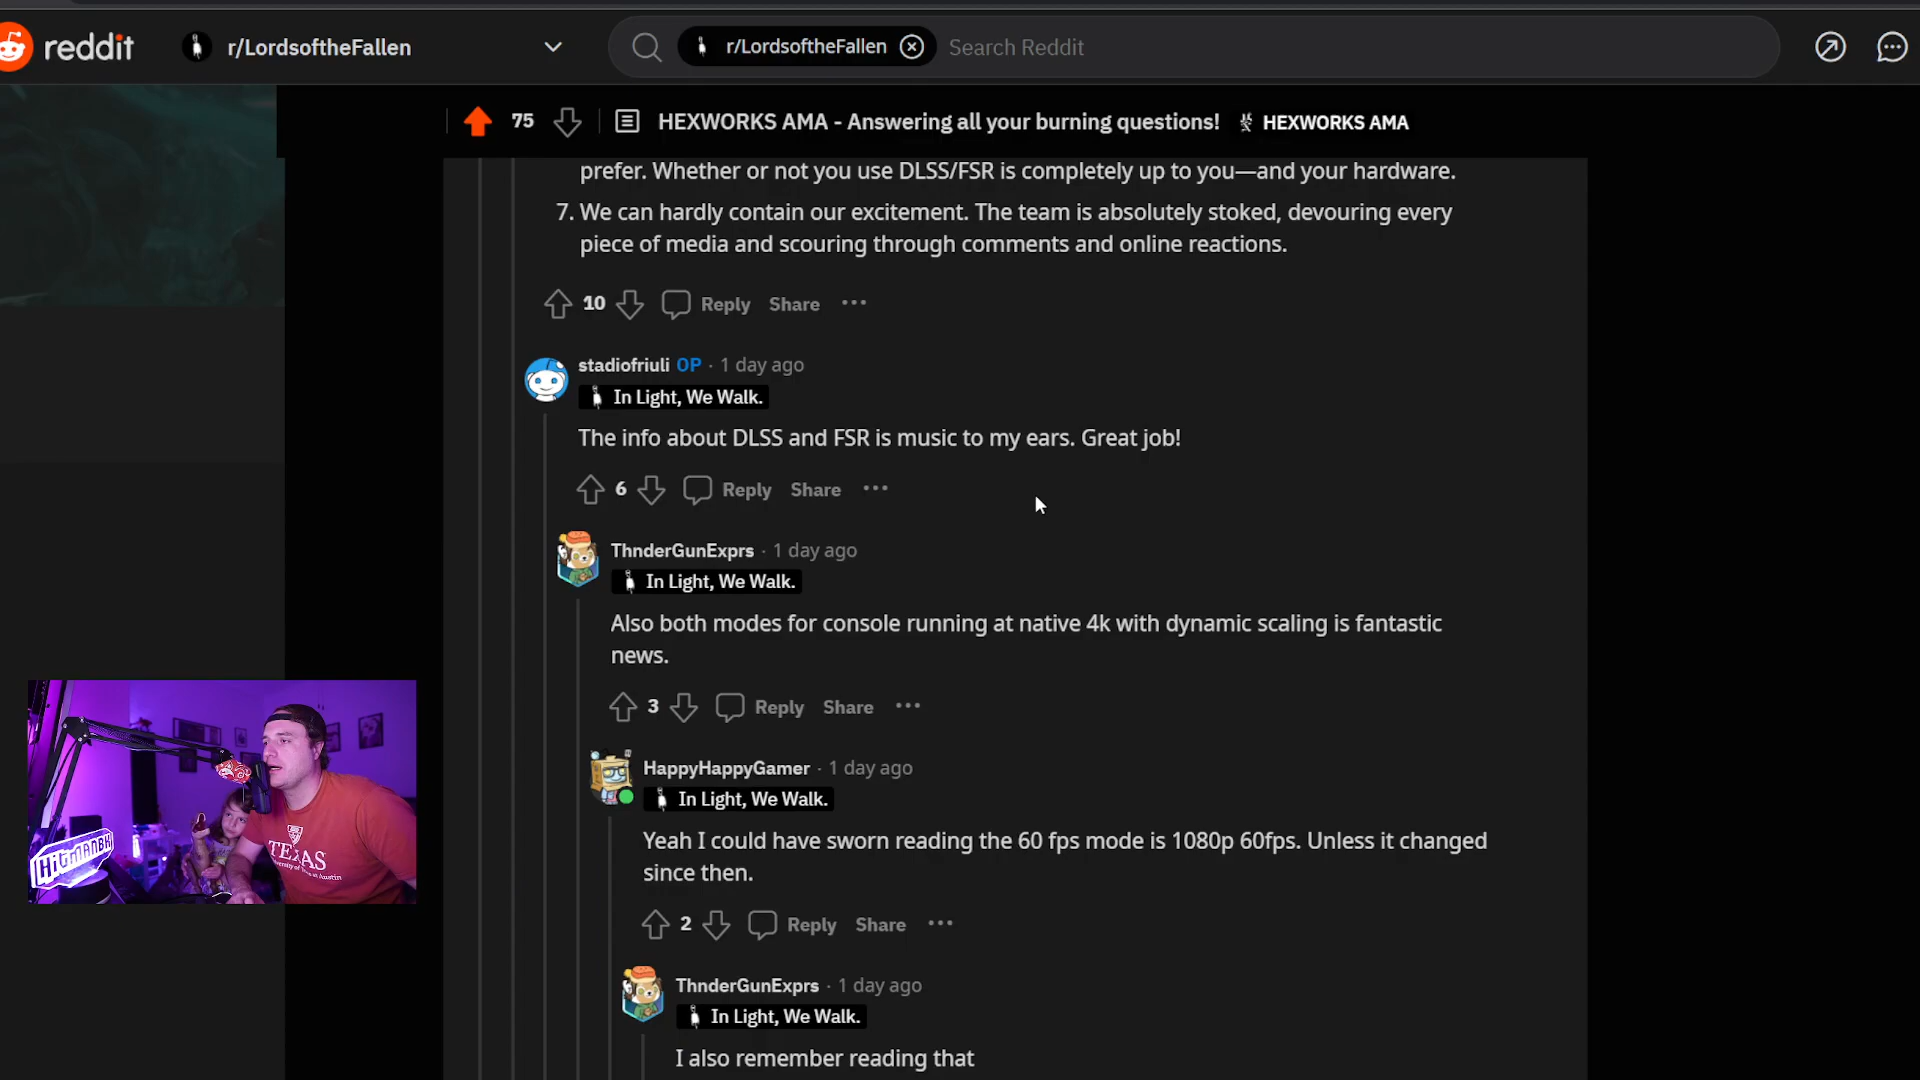 reddit
r/LordsoftheFallen
r/LordsoftheFallen
Search Reddit
75
HEXWORKS AMA - Answering all your burning questions!
HEXWORKS AMA
prefer. Whether or not you use DLSS/FSR is completely up to you—and your hardware.
7. We can hardly contain our excitement. The team is absolutely stoked, devouring every
piece of media and scouring through comments and online reactions.
10 Reply Share
stadiofriuli OP · 1 day ago
In Light, We Walk.
The info about DLSS and FSR is music to my ears. Great job!
6 Reply Share
ThnderGunExprs · 1 day ago
In Light, We Walk.
Also both modes for console running at native 4k with dynamic scaling is fantastic
news.
3 Reply Share
HappyHappyGamer · 1 day ago
In Light, We Walk.
Yeah I could have sworn reading the 60 fps mode is 1080p 60fps. Unless it changed
since then.
2 Reply Share
ThnderGunExprs · 1 day ago
In Light, We Walk.
I also remember reading that
HiTMANBK
TEXAS
University of Texas at Austin